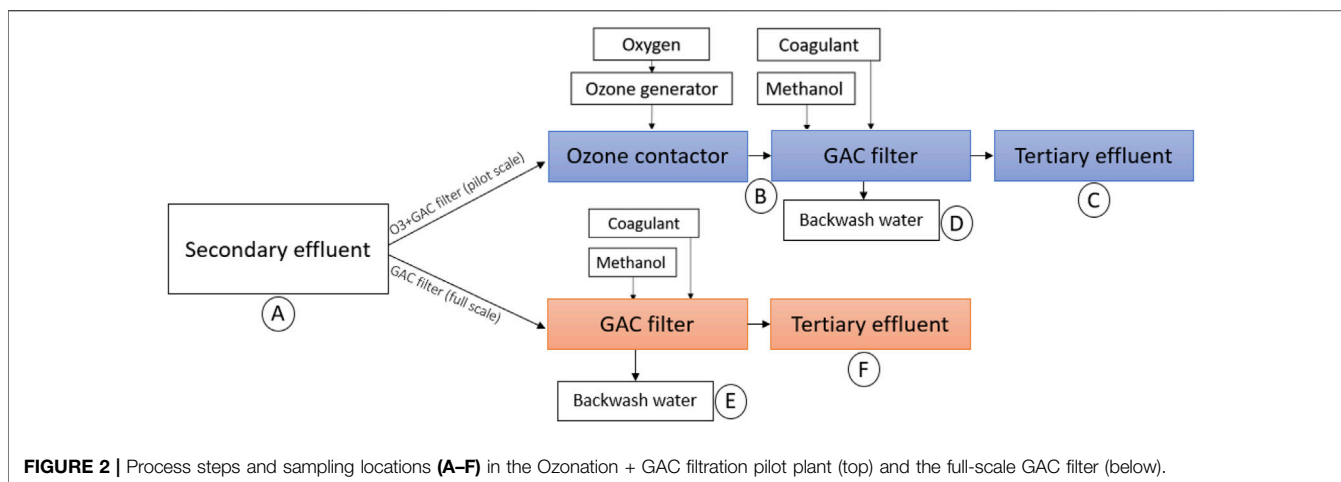 Oxygen
Coagulant
Ozone generator
Methanol
Ozone contactor
GAC filter
Tertiary effluent
B
C
O3+GAC filter (pilot scale)
Backwash water
D
Secondary effluent
A
Coagulant
Methanol
GAC filter (full scale)
GAC filter
Tertiary effluent
F
Backwash water
E
FIGURE 2 | Process steps and sampling locations (A–F) in the Ozonation + GAC filtration pilot plant (top) and the full-scale GAC filter (below).